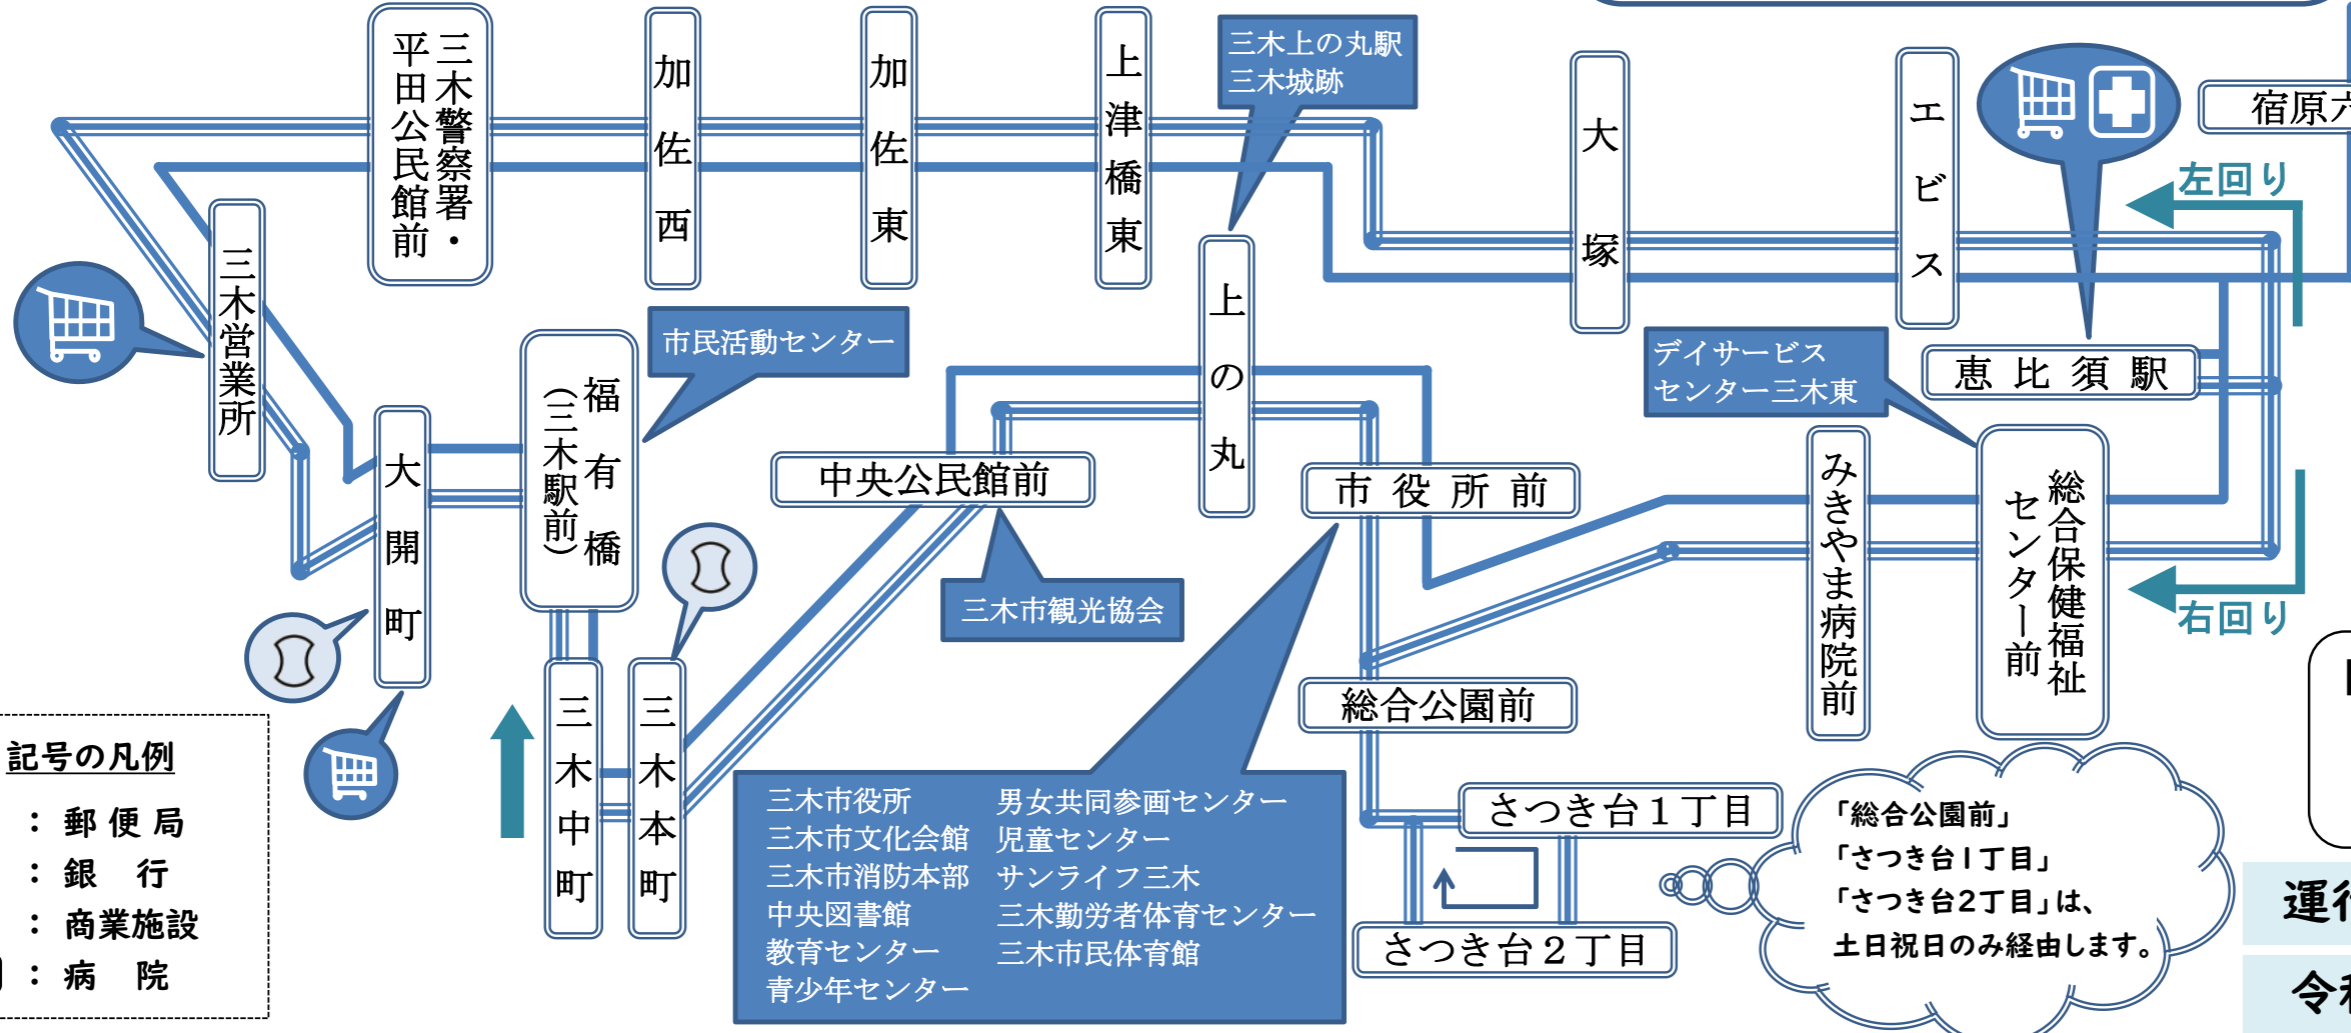 三木警察署・
平田公民館前
加佐西
加佐東
上津橋東
三木上の丸駅
三木城跡
大塚
エビス
宿原
左回り
三木営業所
市民活動センター
福有橋
（三木駅前）
大開町
上の丸
中央公民館前
市役所前
デイサービス
センター三木東
恵比須駅
みきやま病院前
総合保健福祉
センター前
右回り
三木市観光協会
三木中町
三木本町
総合公園前
さつき台１丁目
さつき台２丁目
三木市役所
三木市文化会館
三木市消防本部
中央図書館
教育センター
青少年センター
男女共同参画センター
児童センター
サンライフ三木
三木勤労者体育センター
三木市民体育館
「総合公園前」
「さつき台1丁目」
「さつき台2丁目」は、
土日祝日のみ経由します。
記号の凡例
：郵便局
：銀　行
：商業施設
：病　院
運行
令和